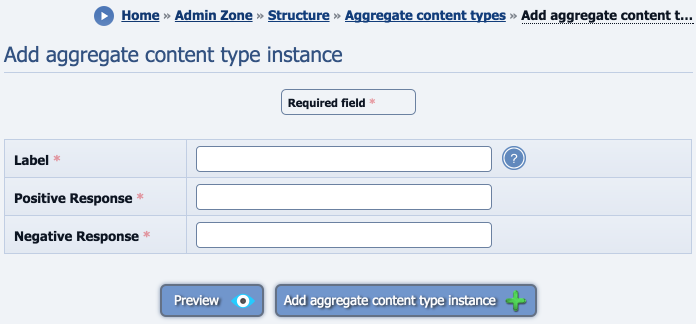 Home » Admin Zone » Structure » Aggregate content types » Add aggregate content t...
Add aggregate content type instance
Required field *
Label *
?
Positive Response *
Negative Response *
Preview
Add aggregate content type instance